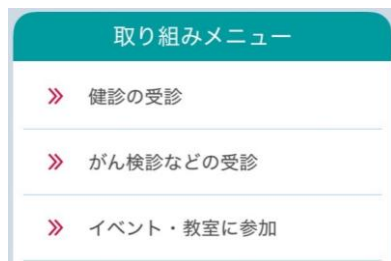 取り組みメニュー
健診の受診
がん検診などの受診
イベント・教室に参加